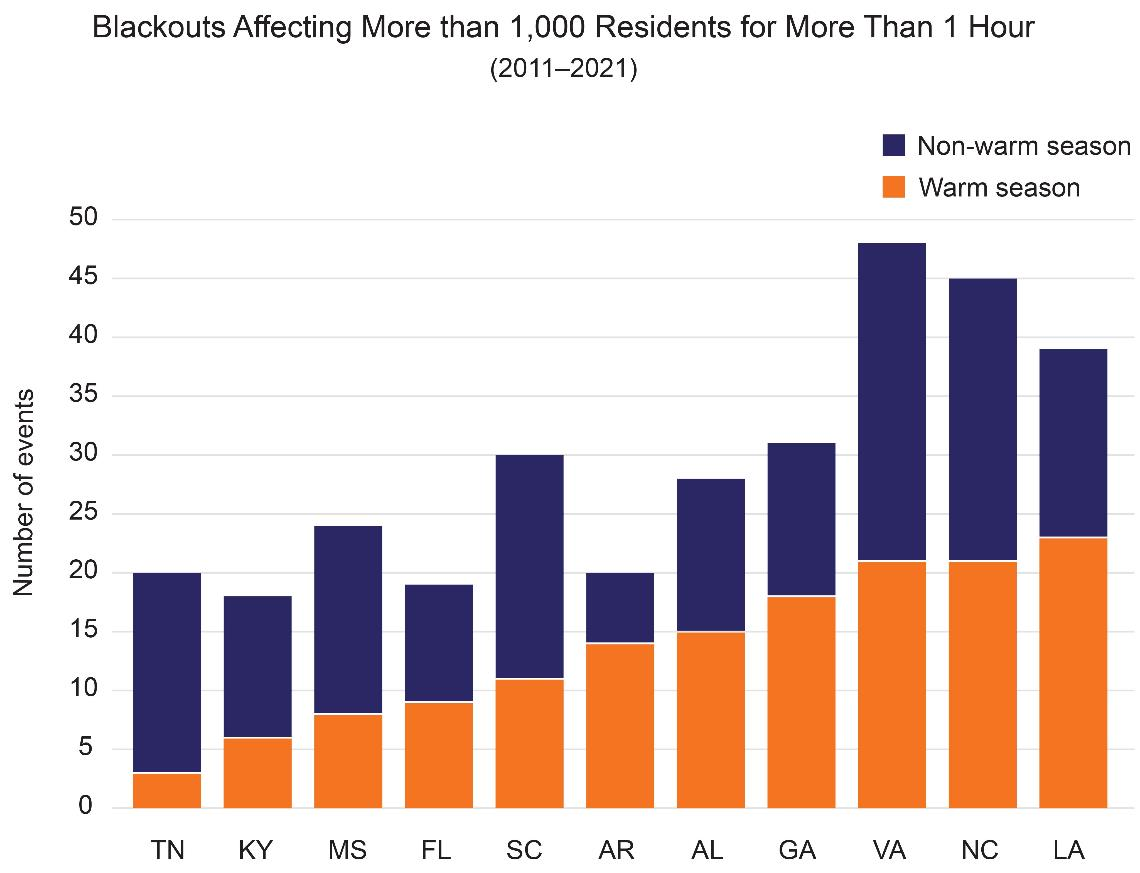 Blackouts Affecting More than 1,000 Residents for More Than 1 Hour
(2011–2021)
Non-warm season
Warm season
50
45
40
35
30
25
20
15
10
5
0
Number of events
TN KY MS FL SC AR AL GA VA NC LA